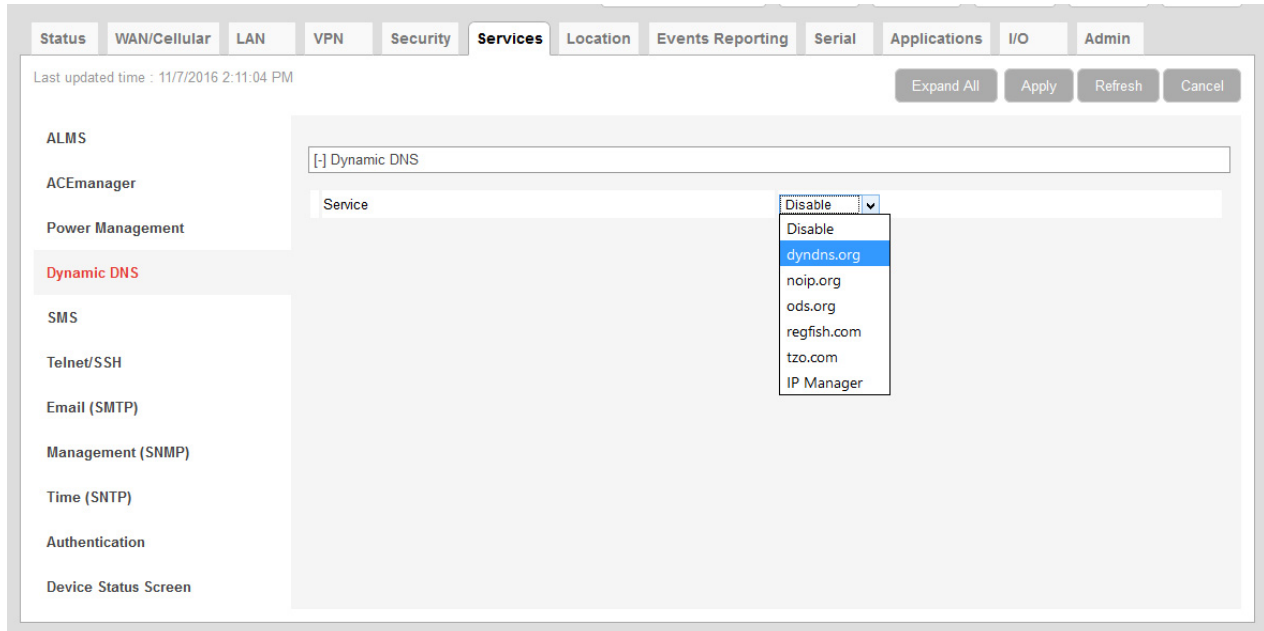 Status WAN/Cellular LAN VPN Security Services Location Events Reporting Serial Applications I/O Admin
Last updated time : 11/7/2016 2:11:04 PM
Expand All Apply Refresh Cancel
ALMS
ACEmanager
Power Management
Dynamic DNS
SMS
Telnet/SSH
Email (SMTP)
Management (SNMP)
Time (SNTP)
Authentication
Device Status Screen
[-] Dynamic DNS
Service Disable
Disable
dyndns.org
noip.org
ods.org
regfish.com
tzo.com
IP Manager